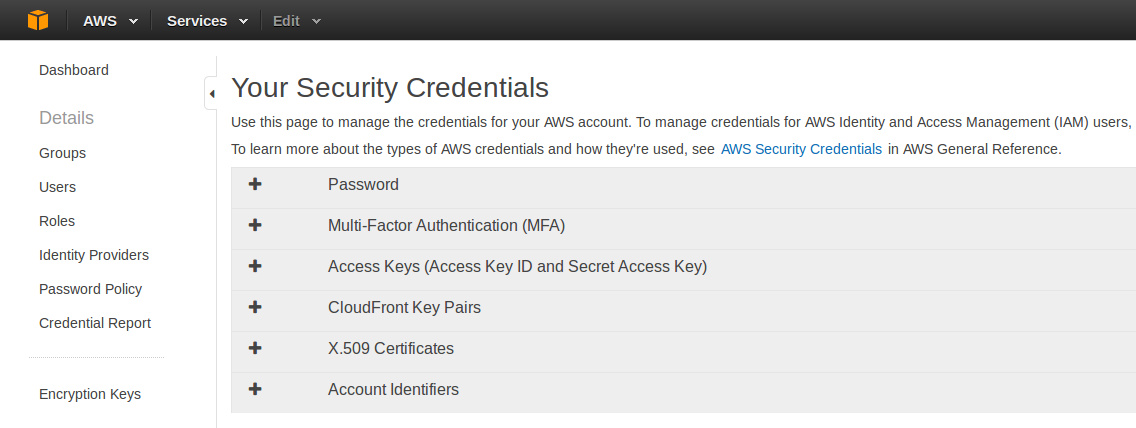 AWS Services Edit
Dashboard
Details
Groups
Users
Roles
Identity Providers
Password Policy
Credential Report
Encryption Keys
Your Security Credentials
Use this page to manage the credentials for your AWS account. To manage credentials for AWS Identity and Access Management (IAM) users,
To learn more about the types of AWS credentials and how they're used, see AWS Security Credentials in AWS General Reference.
Password
Multi-Factor Authentication (MFA)
Access Keys (Access Key ID and Secret Access Key)
CloudFront Key Pairs
X.509 Certificates
Account Identifiers